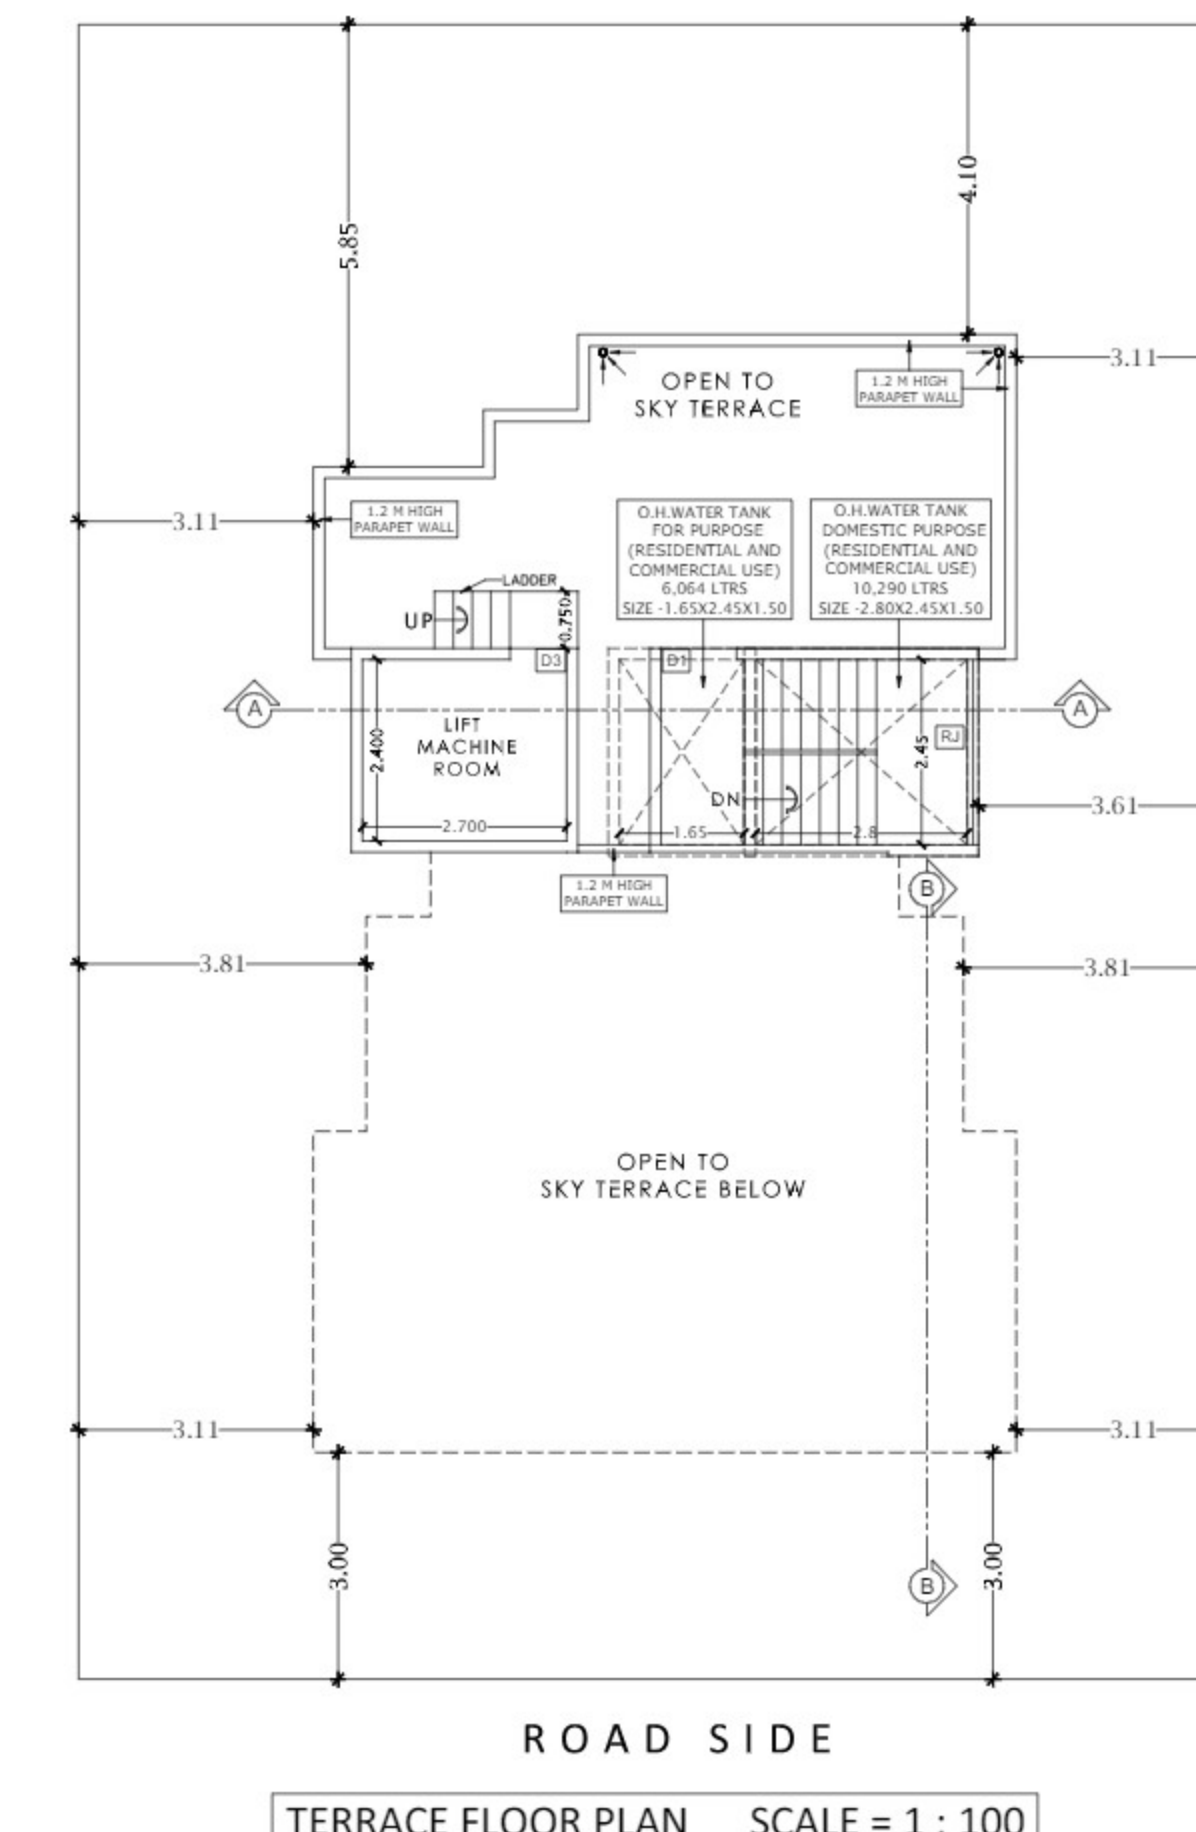 5.85
4.10
3.11
OPEN TO
SKY TERRACE
1.2 M HIGH
PARAPET WALL
3.11
1.2 M HIGH
PARAPET WALL
O.H.WATER TANK
FOR PURPOSE
(RESIDENTIAL AND
COMMERCIAL USE)
6,064 LTRS
SIZE -1.65X2.45X1.50
O.H.WATER TANK
DOMESTIC PURPOSE
(RESIDENTIAL AND
COMMERCIAL USE)
10,290 LTRS
SIZE -2.80X2.45X1.50
LADDER
UP
0.750
D3
D1
A
A
LIFT
MACHINE
ROOM
2.400
2.700
RJ
2.45
DN
1.65
2.8
3.61
1.2 M HIGH
PARAPET WALL
B
3.81
3.81
OPEN TO
SKY TERRACE BELOW
3.11
3.11
3.00
B
3.00
ROAD SIDE
TERRACE FLOOR PLAN SCALE = 1 : 100